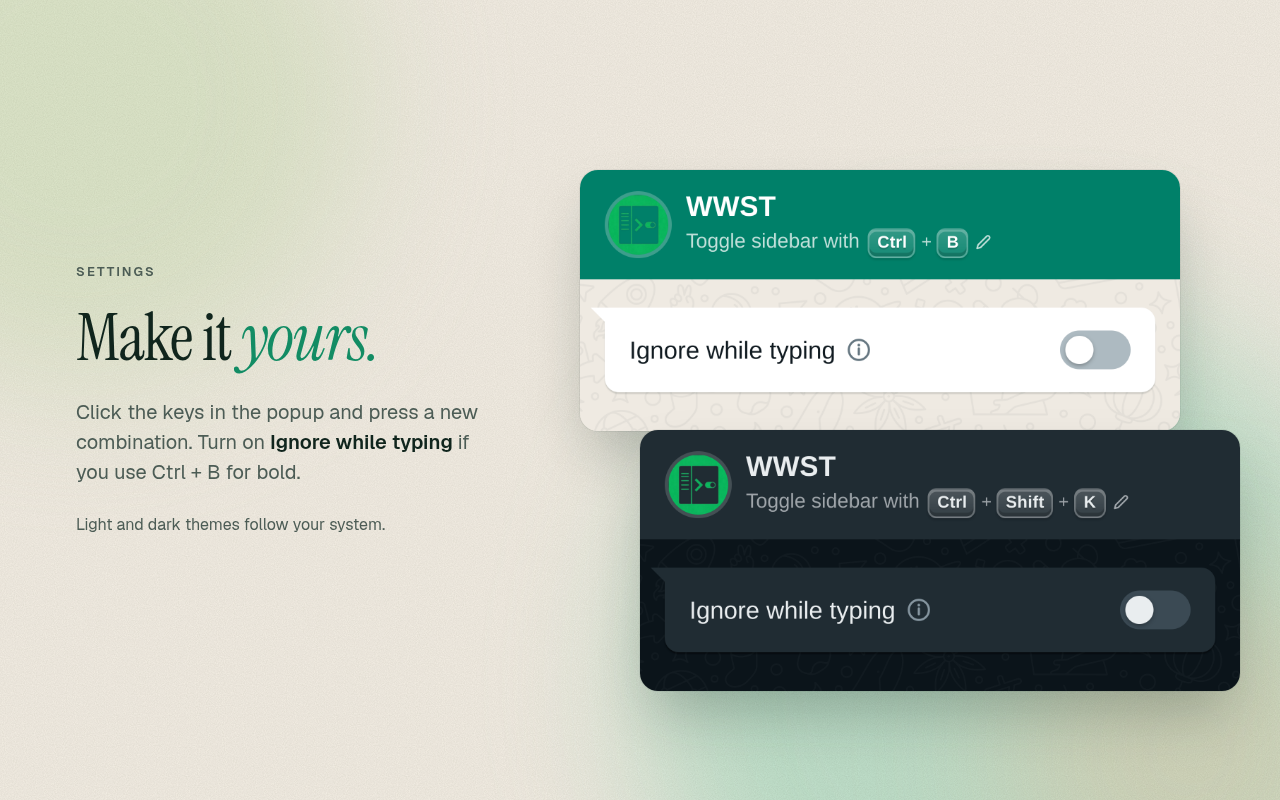 SETTINGS
Make it yours.
Click the keys in the popup and press a new
combination. Turn on Ignore while typing if
you use Ctrl + B for bold.
Light and dark themes follow your system.
WWST
Toggle sidebar with Ctrl + B
Ignore while typing
WWST
Toggle sidebar with Ctrl + Shift + K
Ignore while typing